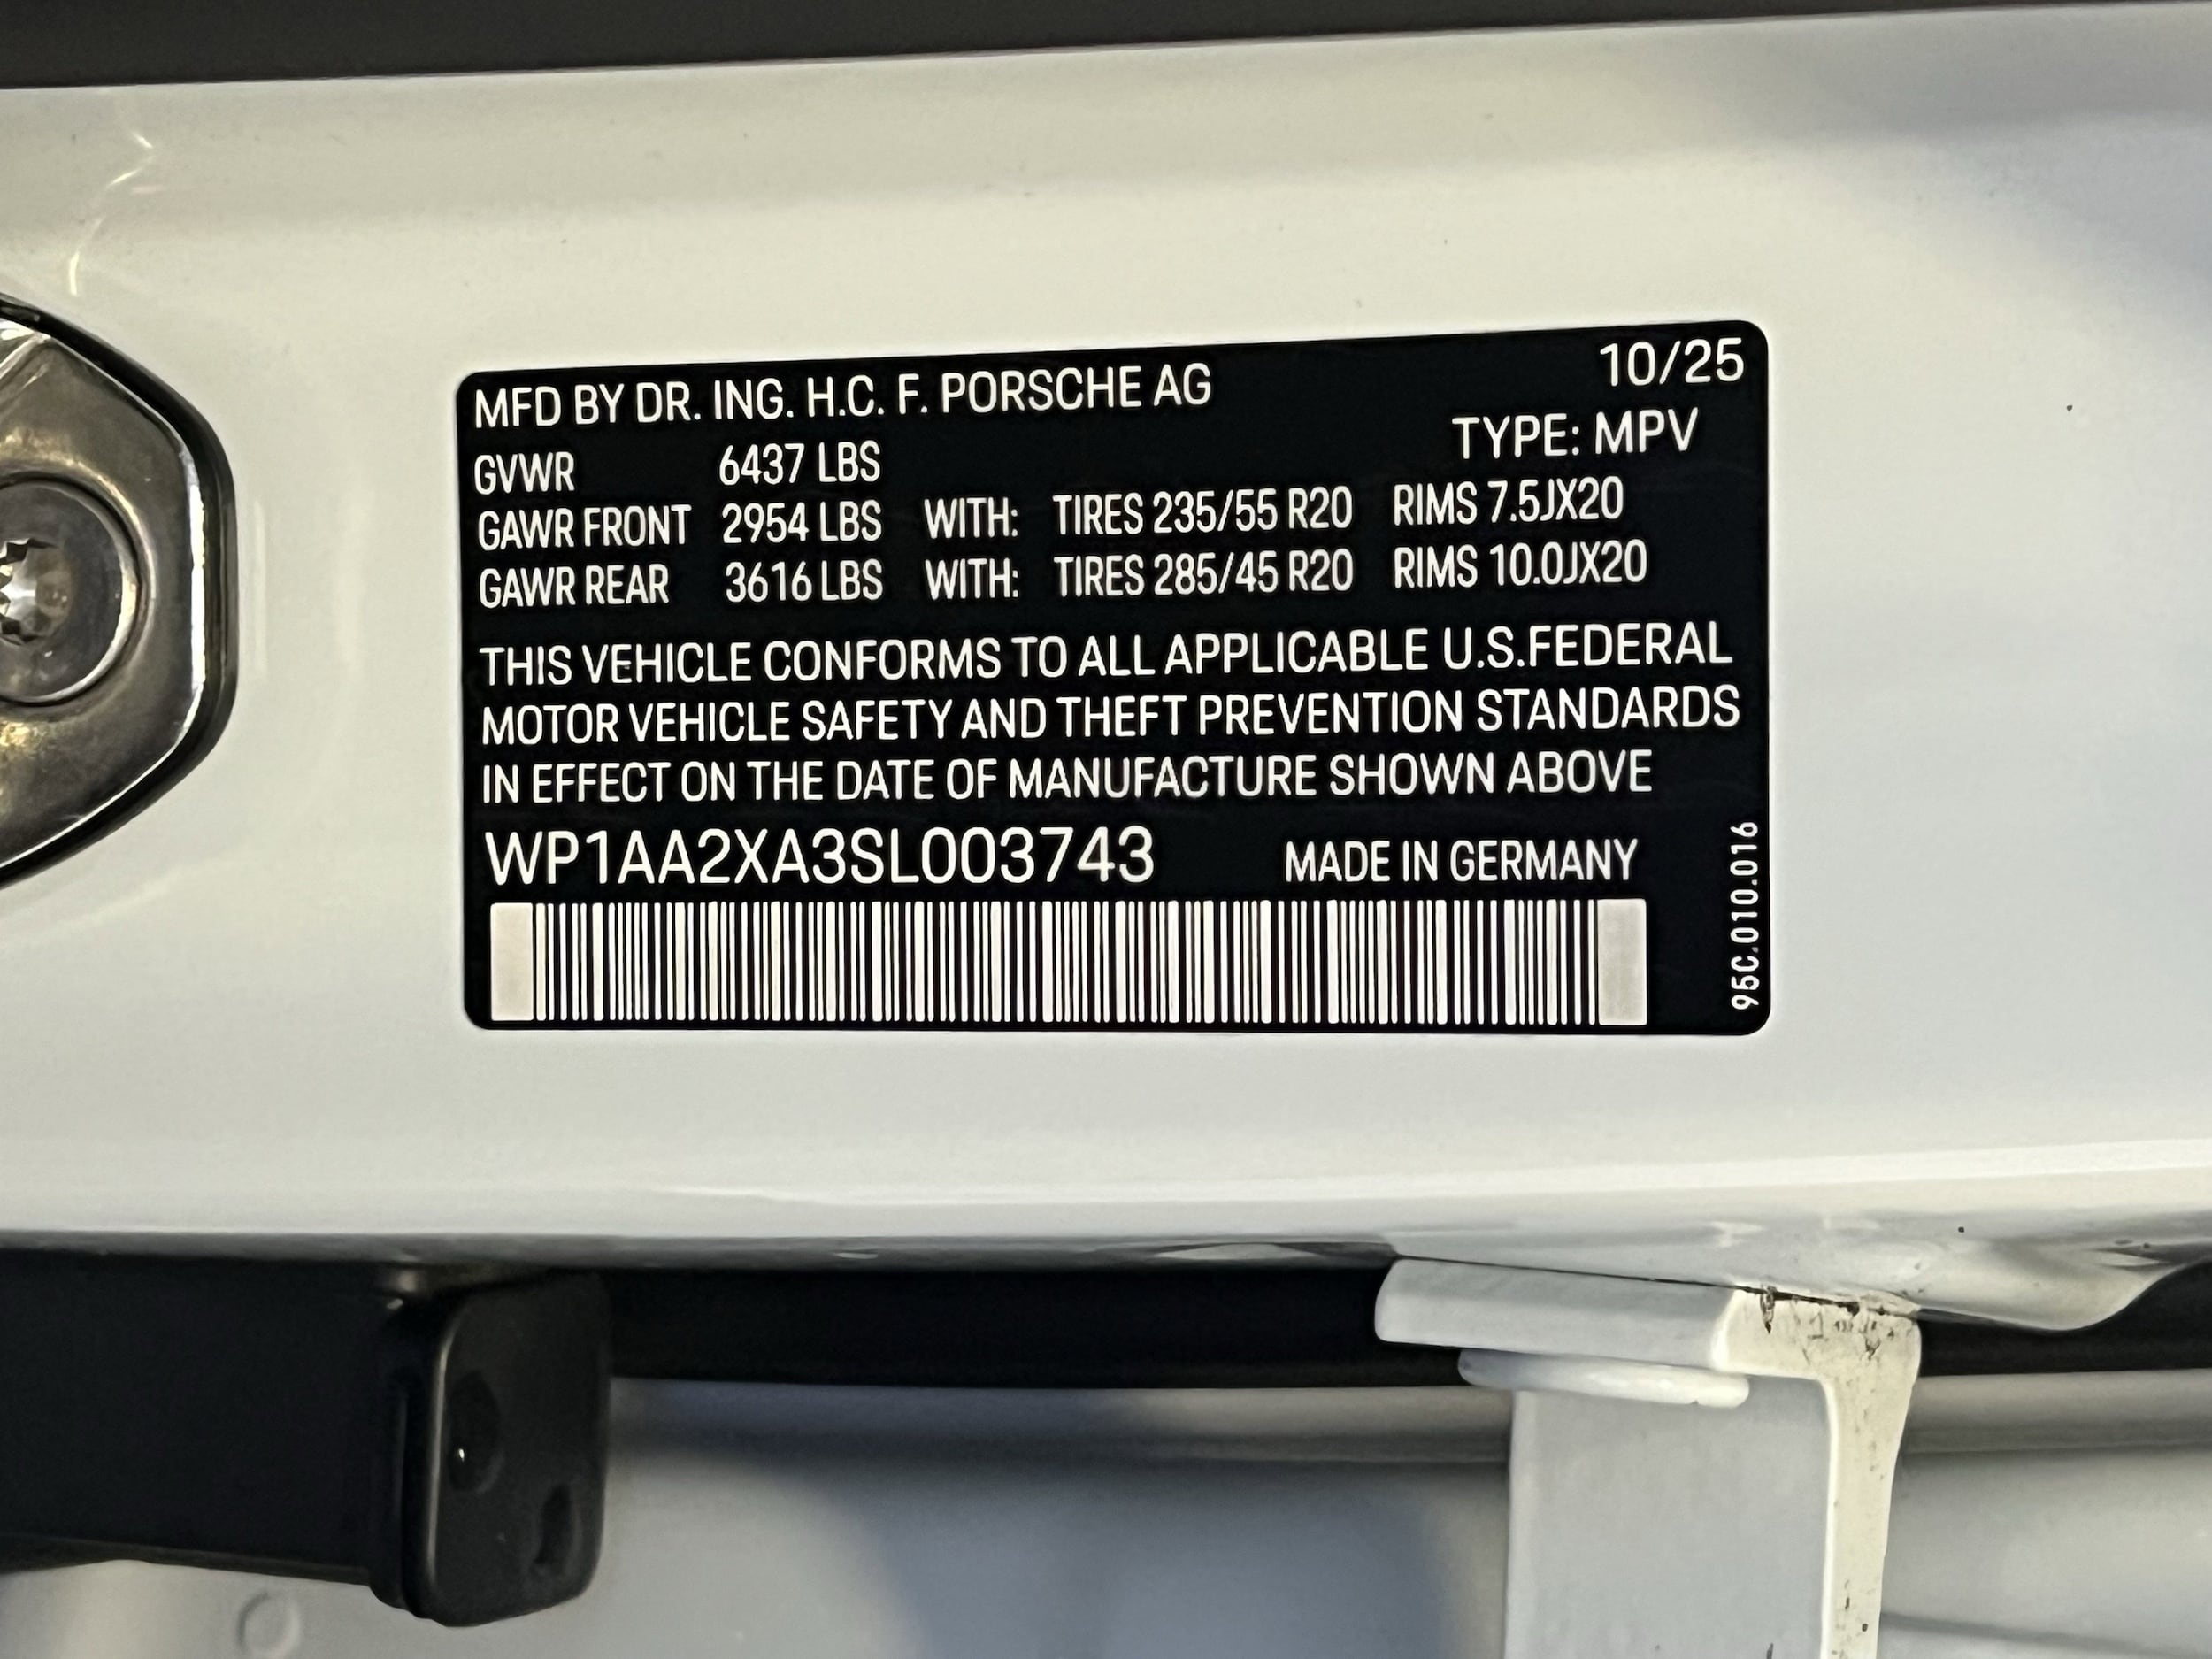 10/25
MFD BY DR. ING. H.C. F. PORSCHE AG
TYPE: MPV
GVWR 6437 LBS
GAWR FRONT 2954 LBS WITH: TIRES 235/55 R20 RIMS 7.5JX20
GAWR REAR 3616 LBS WITH: TIRES 285/45 R20 RIMS 10.0JX20
THIS VEHICLE CONFORMS TO ALL APPLICABLE U.S.FEDERAL
MOTOR VEHICLE SAFETY AND THEFT PREVENTION STANDARDS
IN EFFECT ON THE DATE OF MANUFACTURE SHOWN ABOVE
WP1AA2XA3SL003743 MADE IN GERMANY
95C.010.016